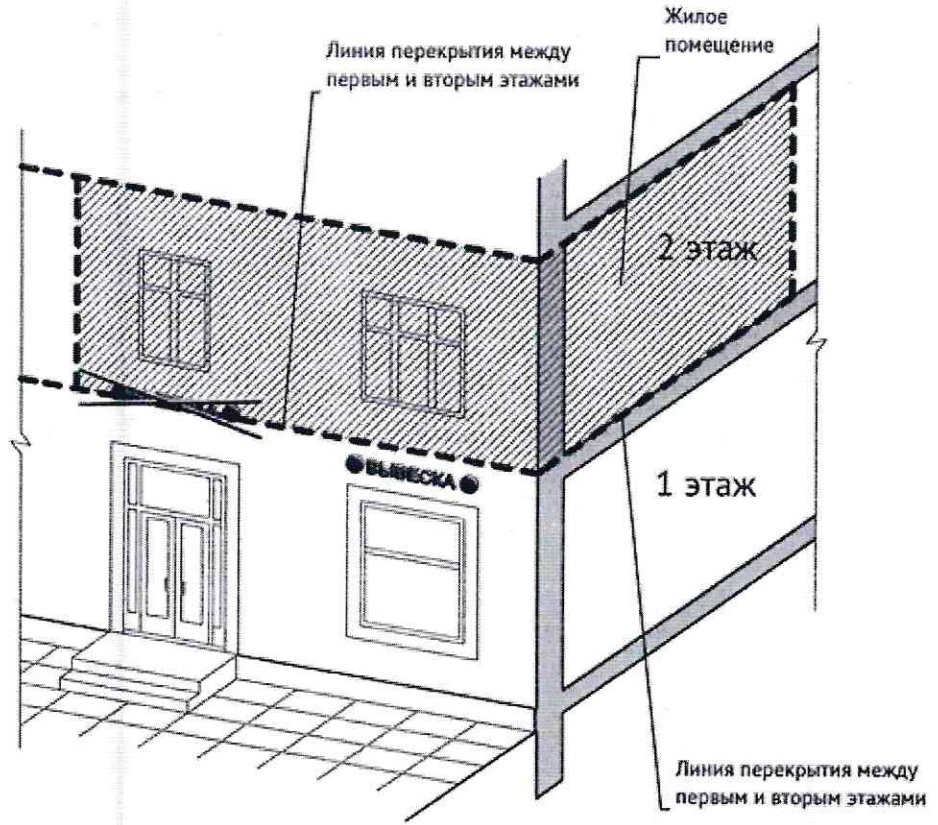 Жилое
помещение
Линия перекрытия между
первым и вторым этажами
2 этаж
ВЫВЕСКА
1 этаж
Линия перекрытия между
первым и вторым этажами